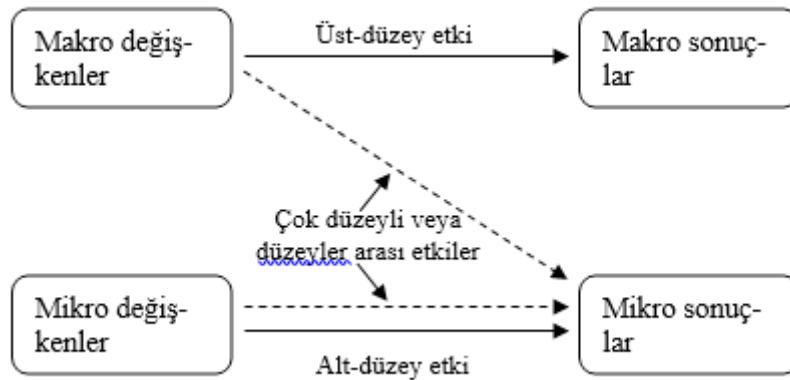 Makro değiş-
kenler
Üst-düzey etki
Makro sonuç-
lar
Çok düzeyli veya
düzeyler arası etkiler
Mikro değiş-
kenler
Mikro sonuç-
lar
Alt-düzey etki